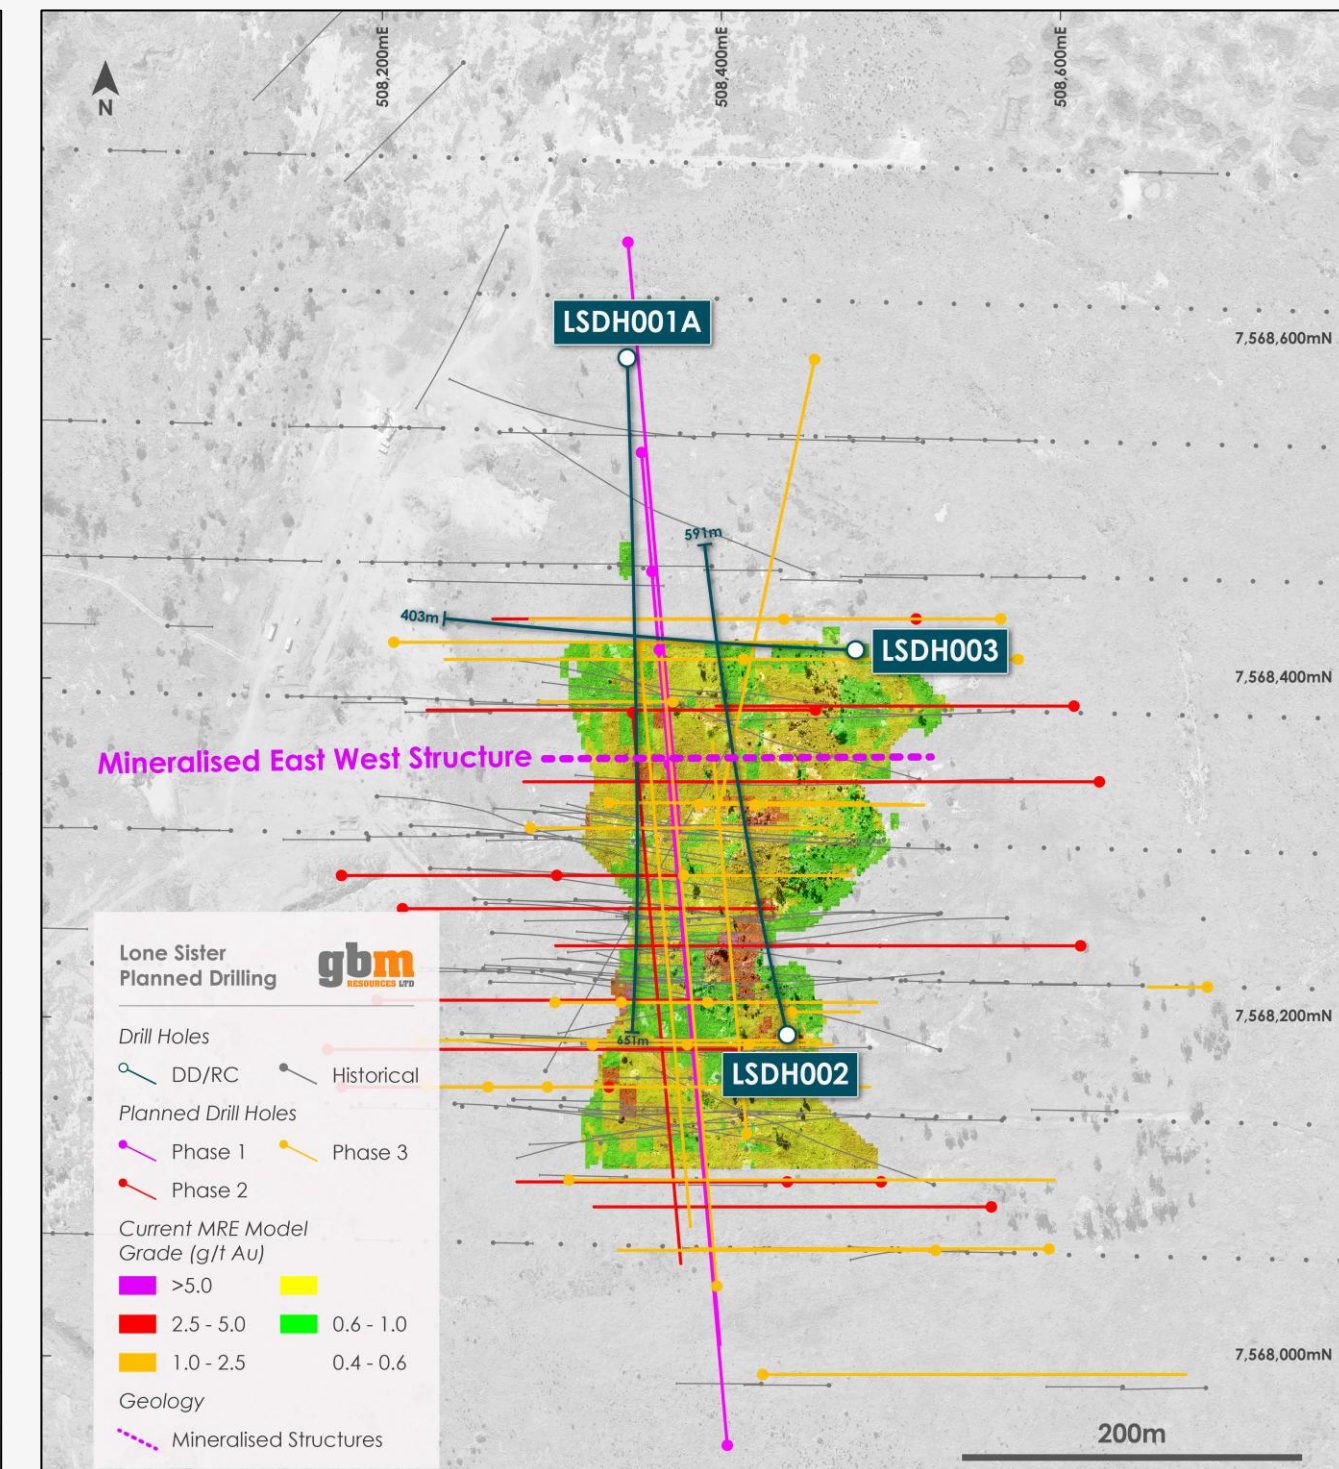 508,200mE
508,400mE
508,600mE
N
LSDH001A
7,568,600mN
591m
403m
LSDH003
7,568,400mN
Mineralised East West Structure
7,568,200mN
651m
LSDH002
Lone Sister
Planned Drilling
gbm
RESOURCES LTD
Drill Holes
DD/RC
Historical
Planned Drill Holes
Phase 1
Phase 3
Phase 2
Current MRE Model
Grade (g/t Au)
>5.0
2.5 - 5.0
0.6 - 1.0
1.0 - 2.5
0.4 - 0.6
Geology
Mineralised Structures
7,568,000mN
200m